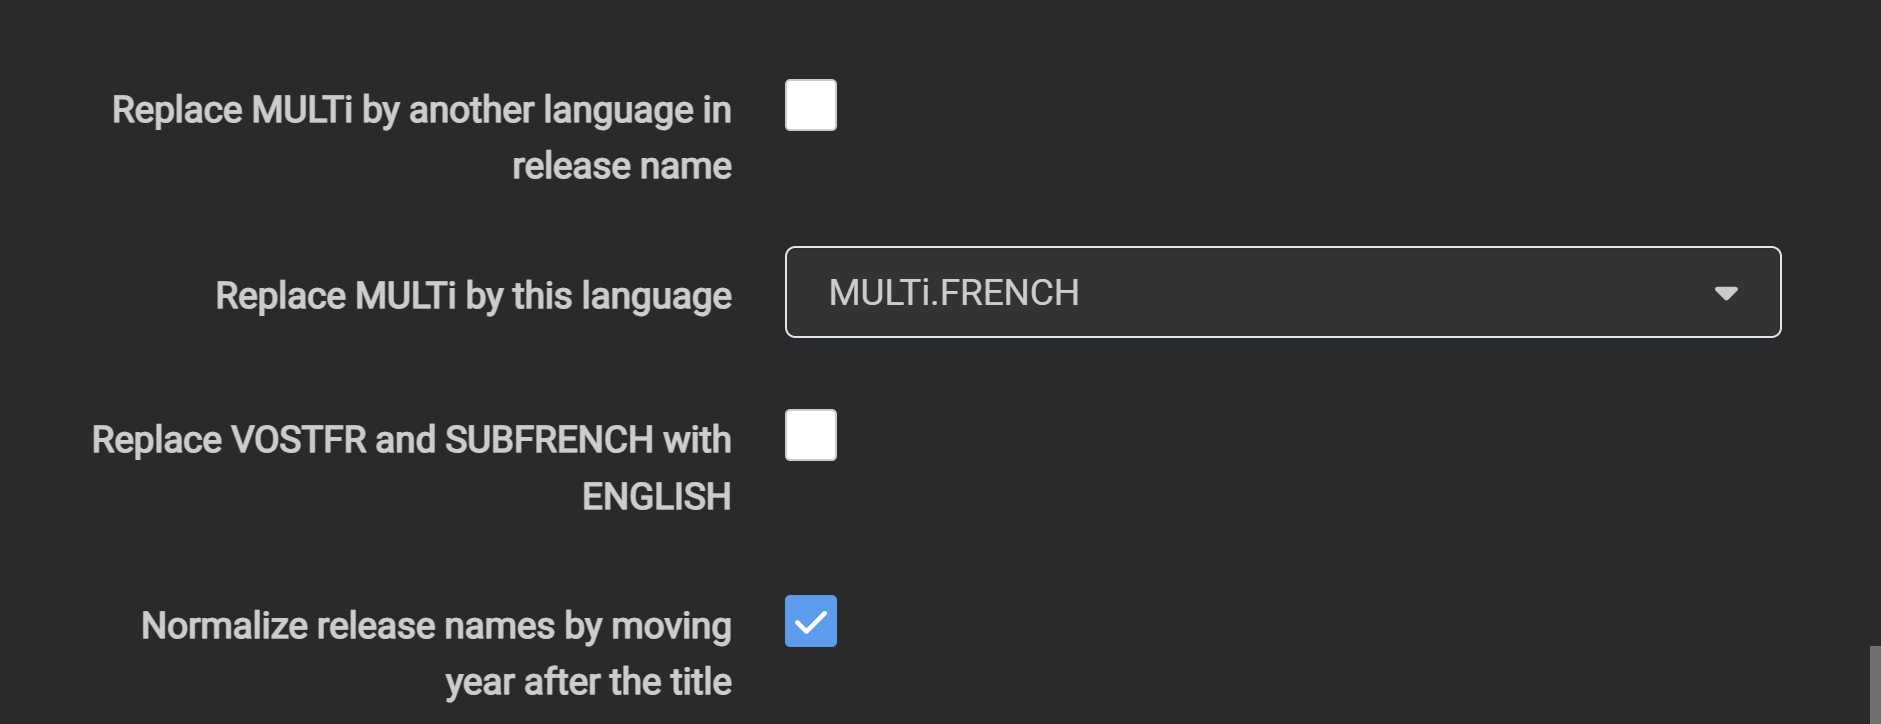 Replace MULTi by another language in
release name
Replace MULTi by this language
MULTi.FRENCH
Replace VOSTFR and SUBFRENCH with
ENGLISH
Normalize release names by moving
year after the title